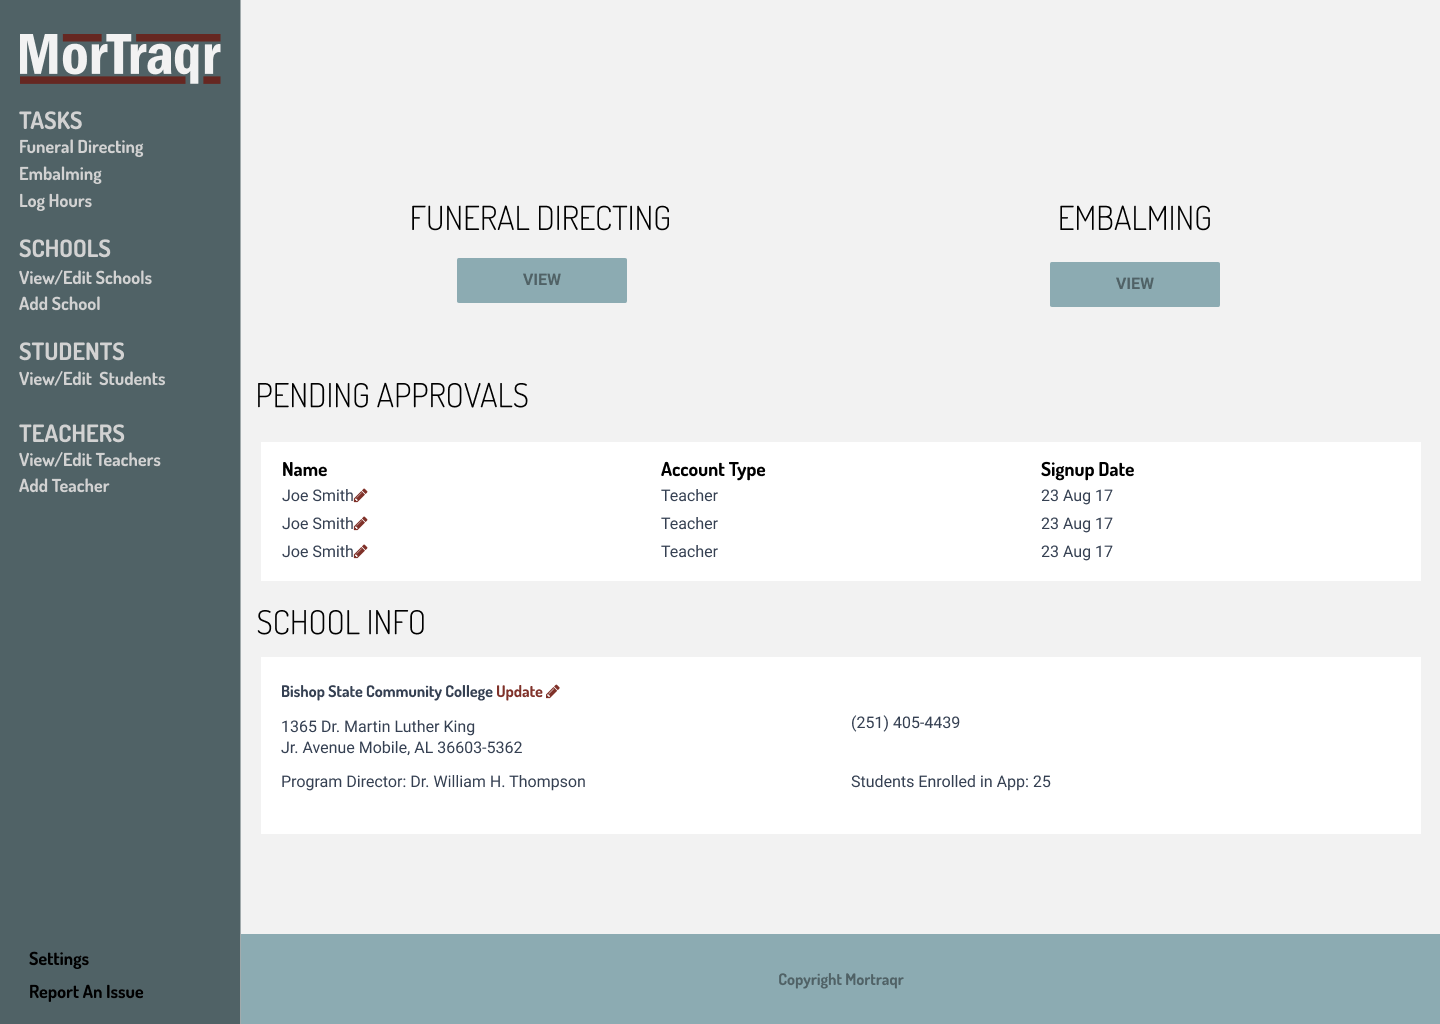 MorTraqr
TASKS
Funeral Directing
Embalming
Log Hours
SCHOOLS
View/Edit Schools
Add School
STUDENTS
View/Edit  Students
TEACHERS
View/Edit Teachers
Add Teacher
Settings
Report An Issue
FUNERAL DIRECTING
VIEW
EMBALMING
VIEW
PENDING APPROVALS
Name Account Type Signup Date
Joe Smith Teacher 23 Aug 17
Joe Smith Teacher 23 Aug 17
Joe Smith Teacher 23 Aug 17
SCHOOL INFO
Bishop State Community College Update
1365 Dr. Martin Luther King
Jr. Avenue Mobile, AL 36603-5362
(251) 405-4439
Program Director: Dr. William H. Thompson
Students Enrolled in App: 25
Copyright Mortraqr